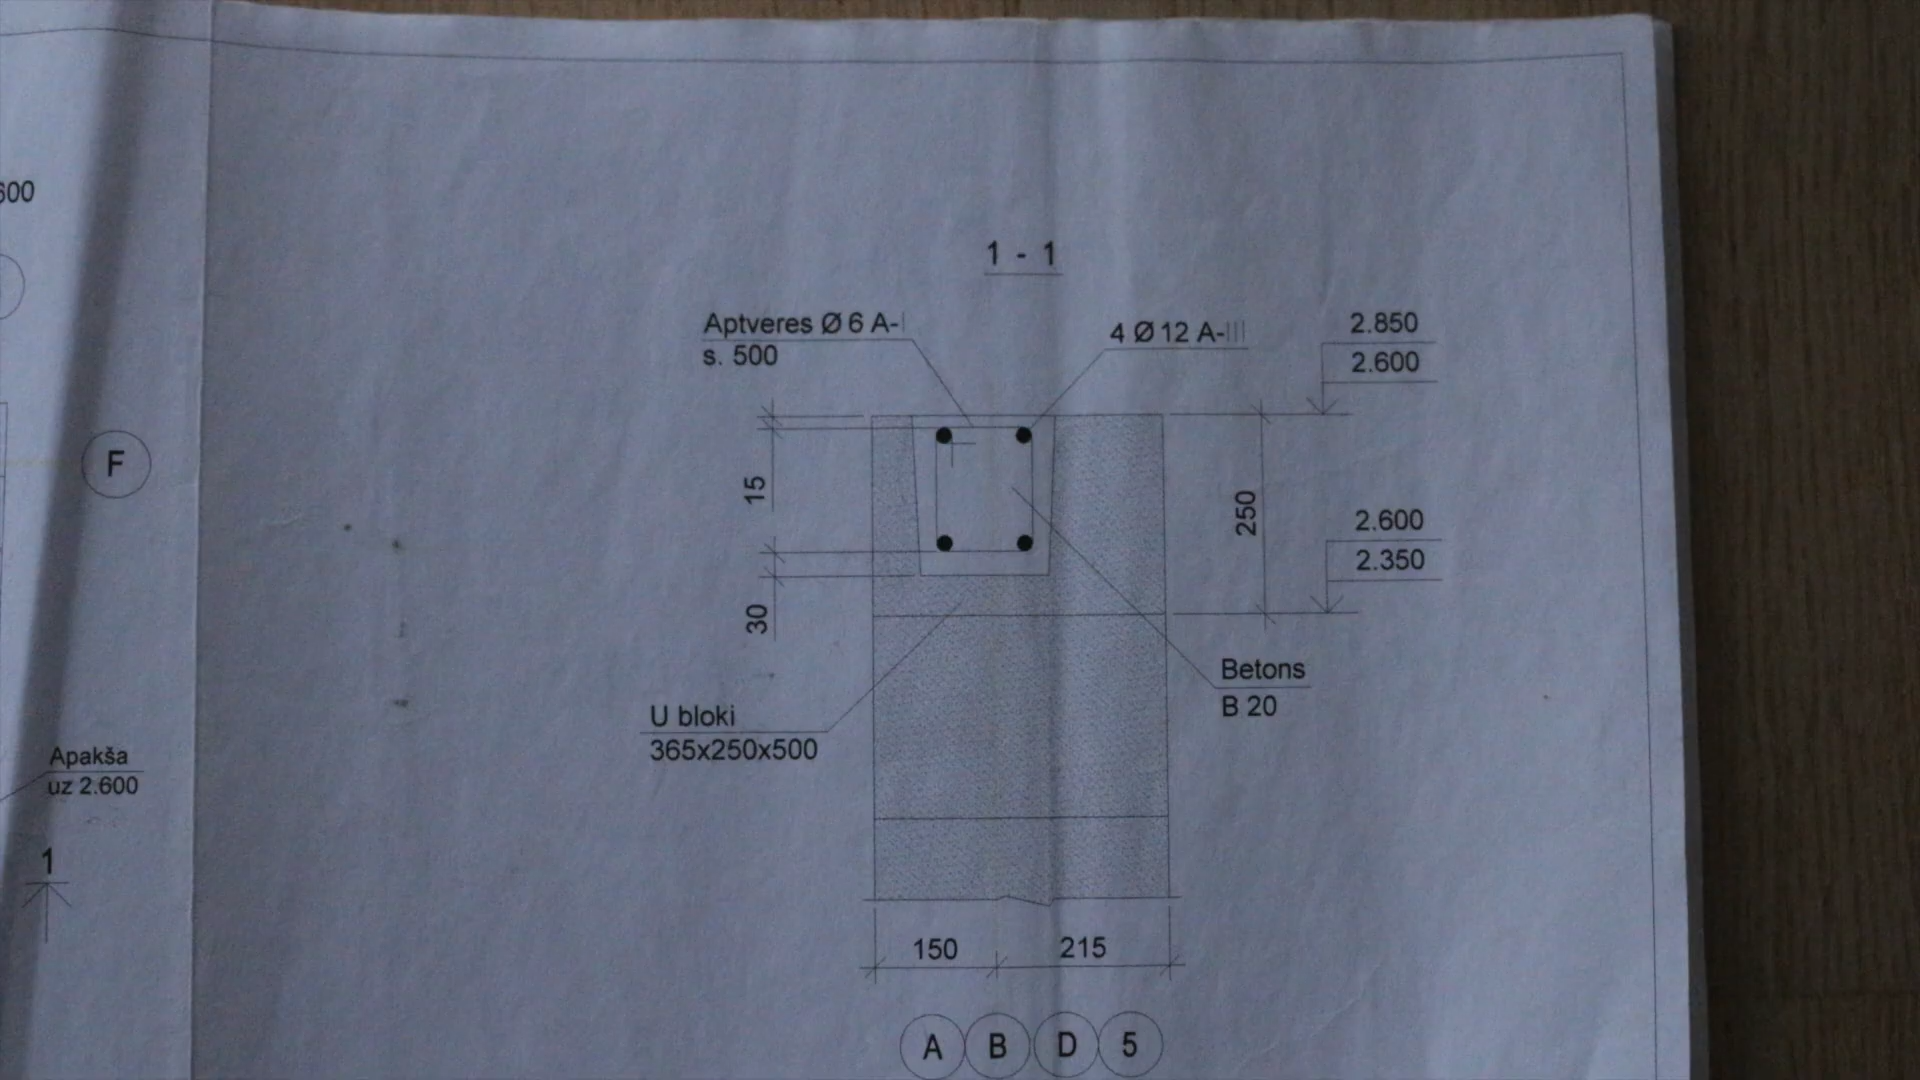 600
1 - 1
Aptveres Ø 6 A-I
s. 500
4 Ø 12 A-III
2.850
2.600
F
15
250
2.600
2.350
30
Betons
B 20
U bloki
365x250x500
Apakša
uz 2.600
1
150
215
A
B
D
5